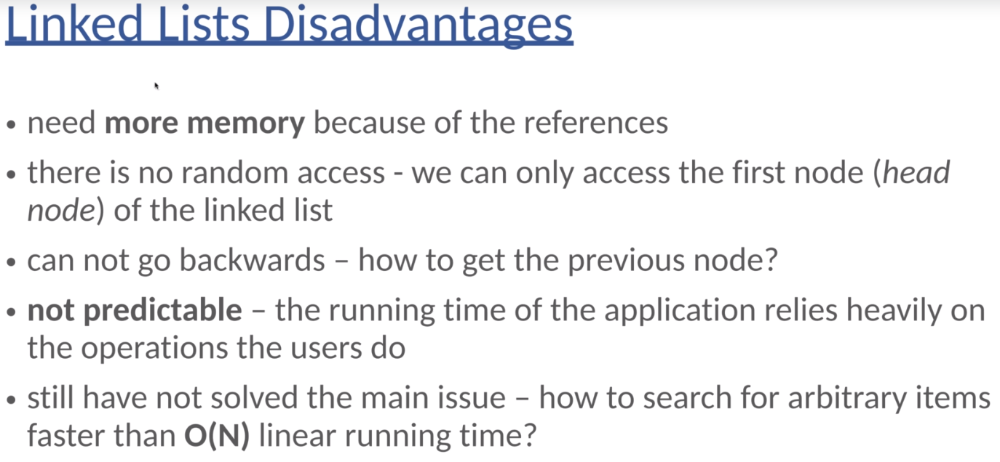 Linked Lists Disadvantages
• need more memory because of the references
• there is no random access - we can only access the first node (head
node) of the linked list
• can not go backwards – how to get the previous node?
• not predictable – the running time of the application relies heavily on
the operations the users do
• still have not solved the main issue – how to search for arbitrary items
faster than O(N) linear running time?